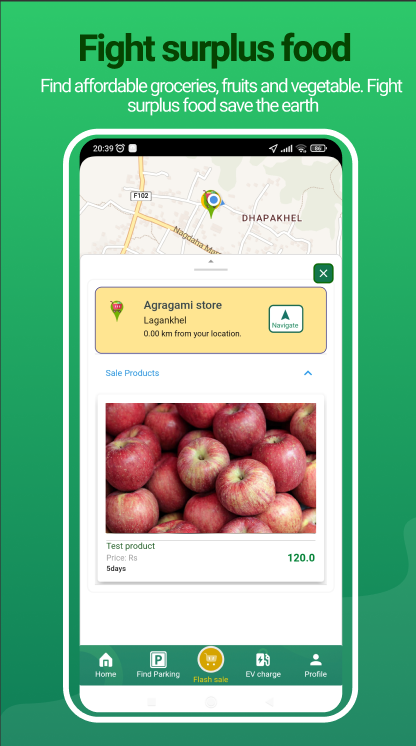 Fight surplus food
Find affordable groceries, fruits and vegetable. Fight
surplus food save the earth
20:39
86
F102
DHAPAKHEL
Nagdaha Mar
Agragami store
Lagankhel
0.00 km from your location.
Navigate
Sale Products
Test product
Price: Rs
120.0
5days
Home
P
Find Parking
Flash sale
EV charge
Profile